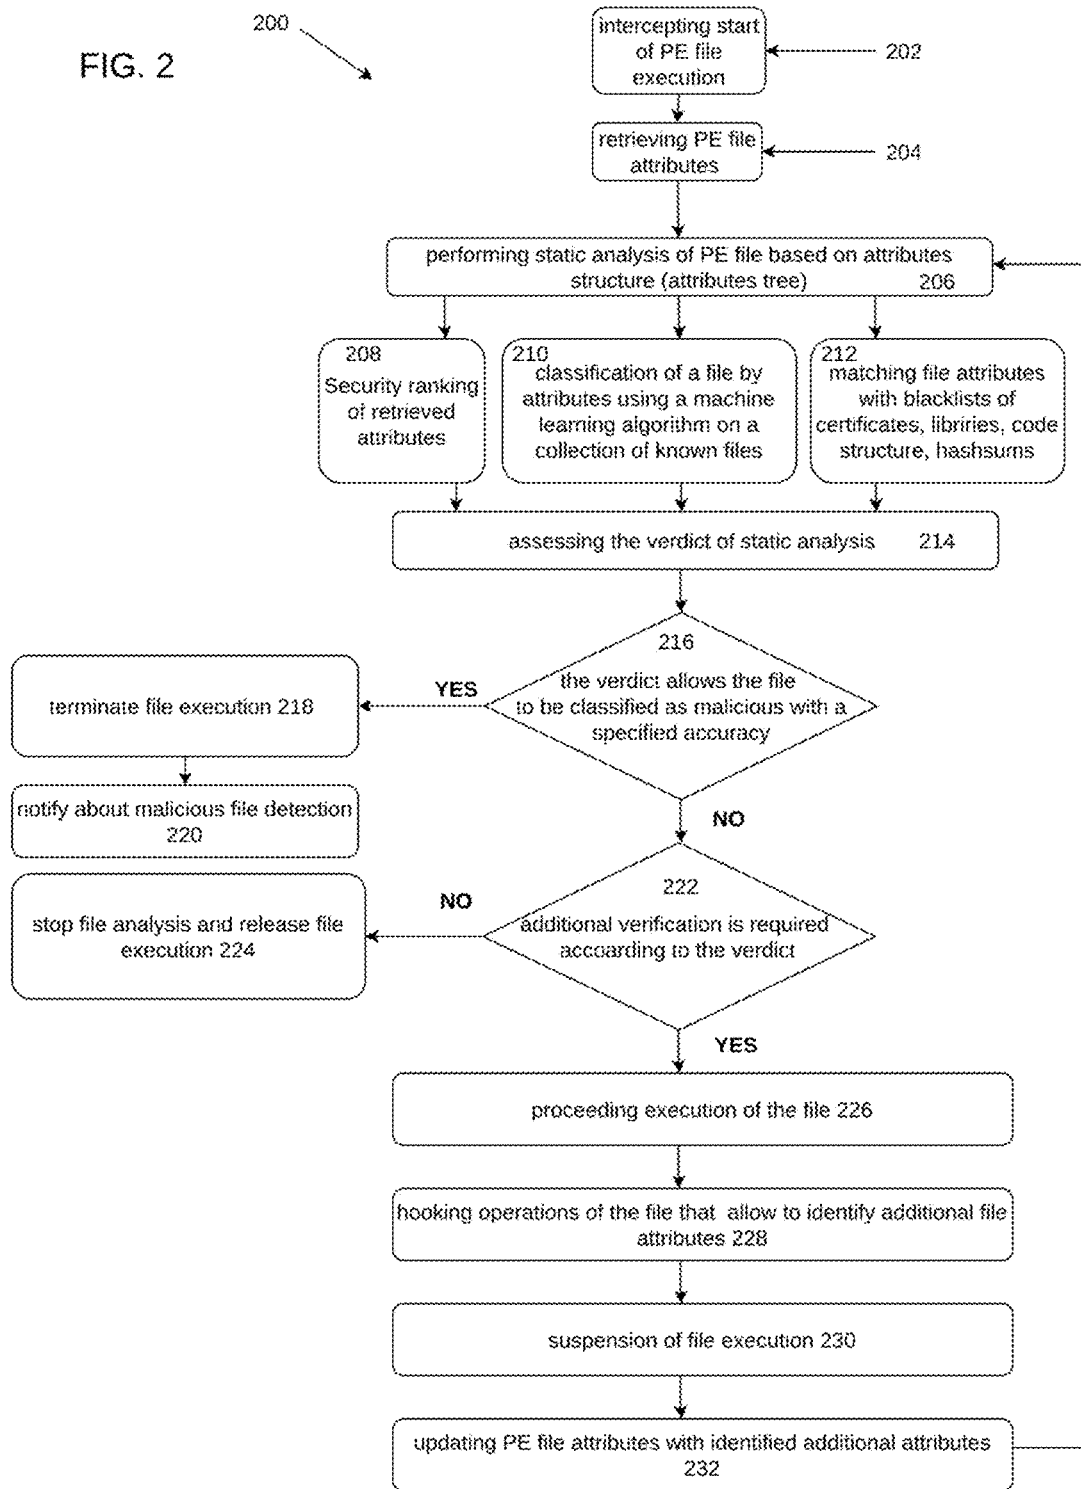 200
FIG. 2
intercepting start
of PE file
execution
202
retrieving PE file
attributes
204
performing static analysis of PE file based on attributes
structure (attributes tree)
206
208
Security ranking
of retrieved
attributes
210
classification of a file by
attributes using a machine
learning algorithm on a
collection of known files
212
matching file attributes
with blacklists of
certificates, libriries, code
structure, hashsums
assessing the verdict of static analysis 214
216
the verdict allows the file
to be classified as malicious with a
specified accuracy
YES
terminate file execution 218
notify about malicious file detection
220
NO
222
additional verification is required
accoarding to the verdict
NO
stop file analysis and release file
execution 224
YES
proceeding execution of the file 226
hooking operations of the file that allow to identify additional file
attributes 228
suspension of file execution 230
updating PE file attributes with identified additional attributes
232